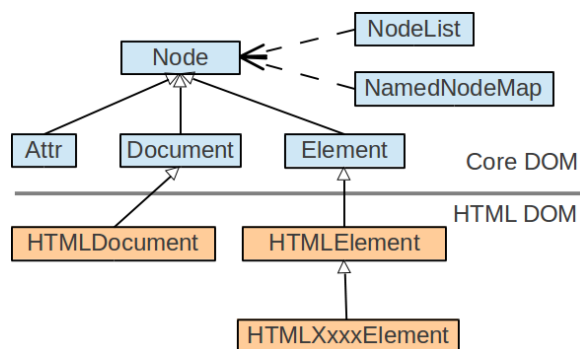 NodeList
Node
NamedNodeMap
Attr
Document
Element
Core DOM
HTML DOM
HTMLDocument
HTMLElement
HTMLXxxxElement